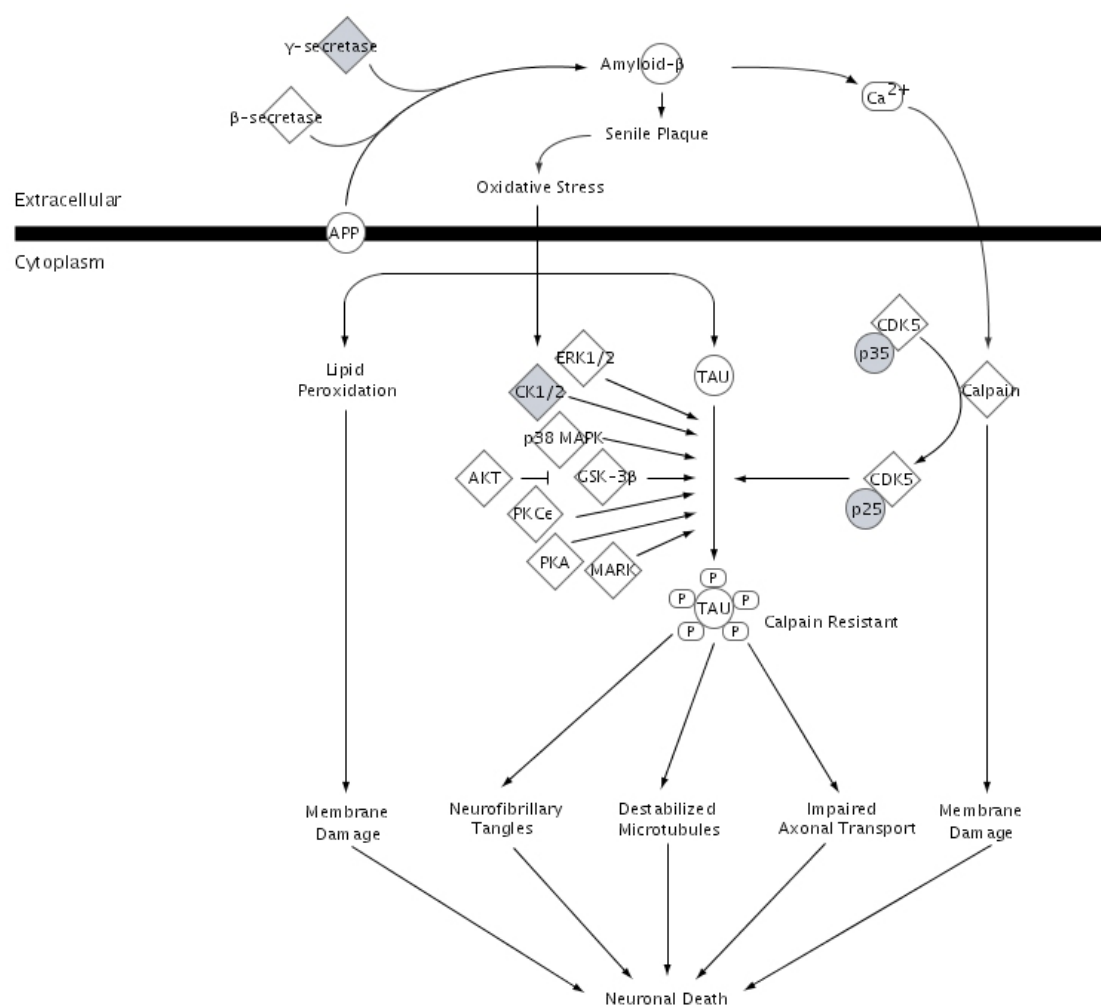 γ-secretase
Amyloid-β
Ca2+
β-secretase
Senile Plaque
Oxidative Stress
Extracellular
APP
Cytoplasm
CDK5
p35
ERK1/2
Lipid
Peroxidation
TAU
CK1/2
Calpain
p38 MAPK
AKT
GSK-3β
CDK5
p25
PKCε
PKA
MARK
P
P
TAU
P
P
P
Calpain Resistant
Membrane
Damage
Neurofibrillary
Tangles
Destabilized
Microtubules
Impaired
Axonal Transport
Membrane
Damage
Neuronal Death